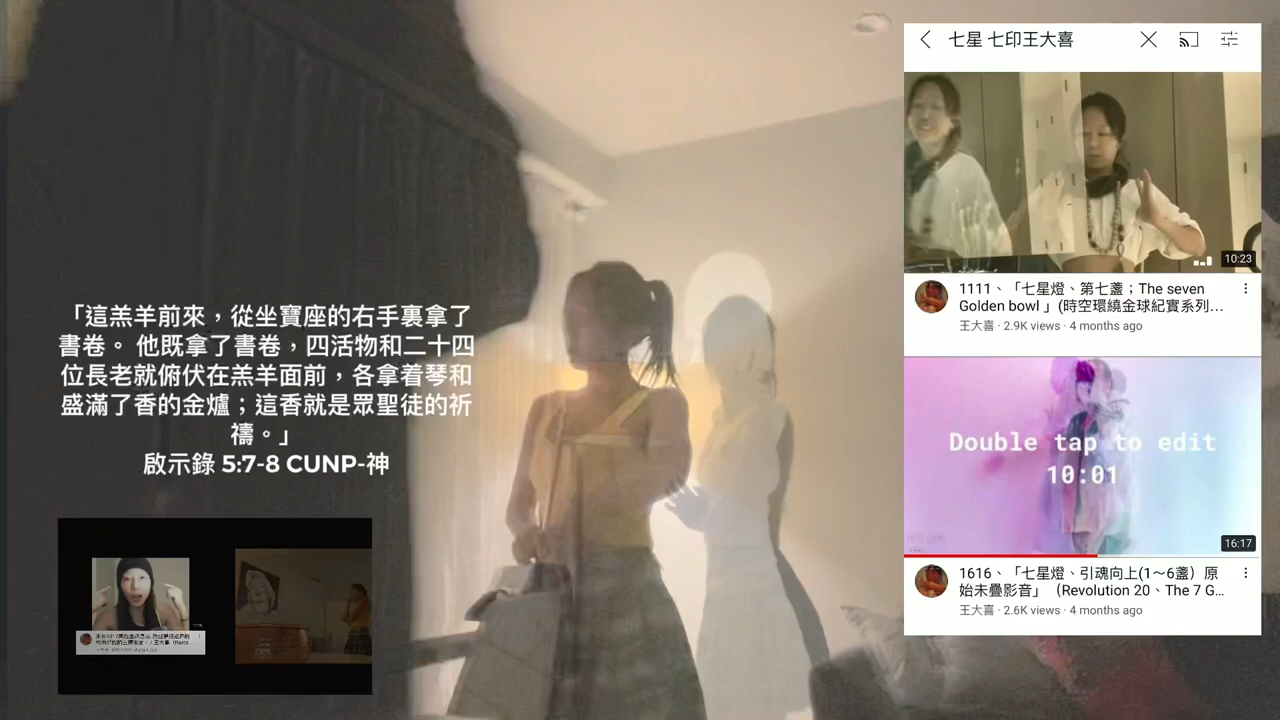 七星 七印王大喜
10:23
1111、「七星燈、第七盞；The seven
Golden bowl 」(時空環繞金球紀實系列...
王大喜 · 2.9K views · 4 months ago
Double tap to edit
10:01
16:17
1616、「七星燈、引魂向上(1～6盞）原
始未疊影音」（Revolution 20、The 7 G...
王大喜 · 2.6K views · 4 months ago
「這羔羊前來，從坐寶座的右手裏拿了
書卷。 他既拿了書卷，四活物和二十四
位長老就俯伏在羔羊面前，各拿着琴和
盛滿了香的金爐；這香就是眾聖徒的祈
禱。」
啟示錄 5:7-8 CUNP-神